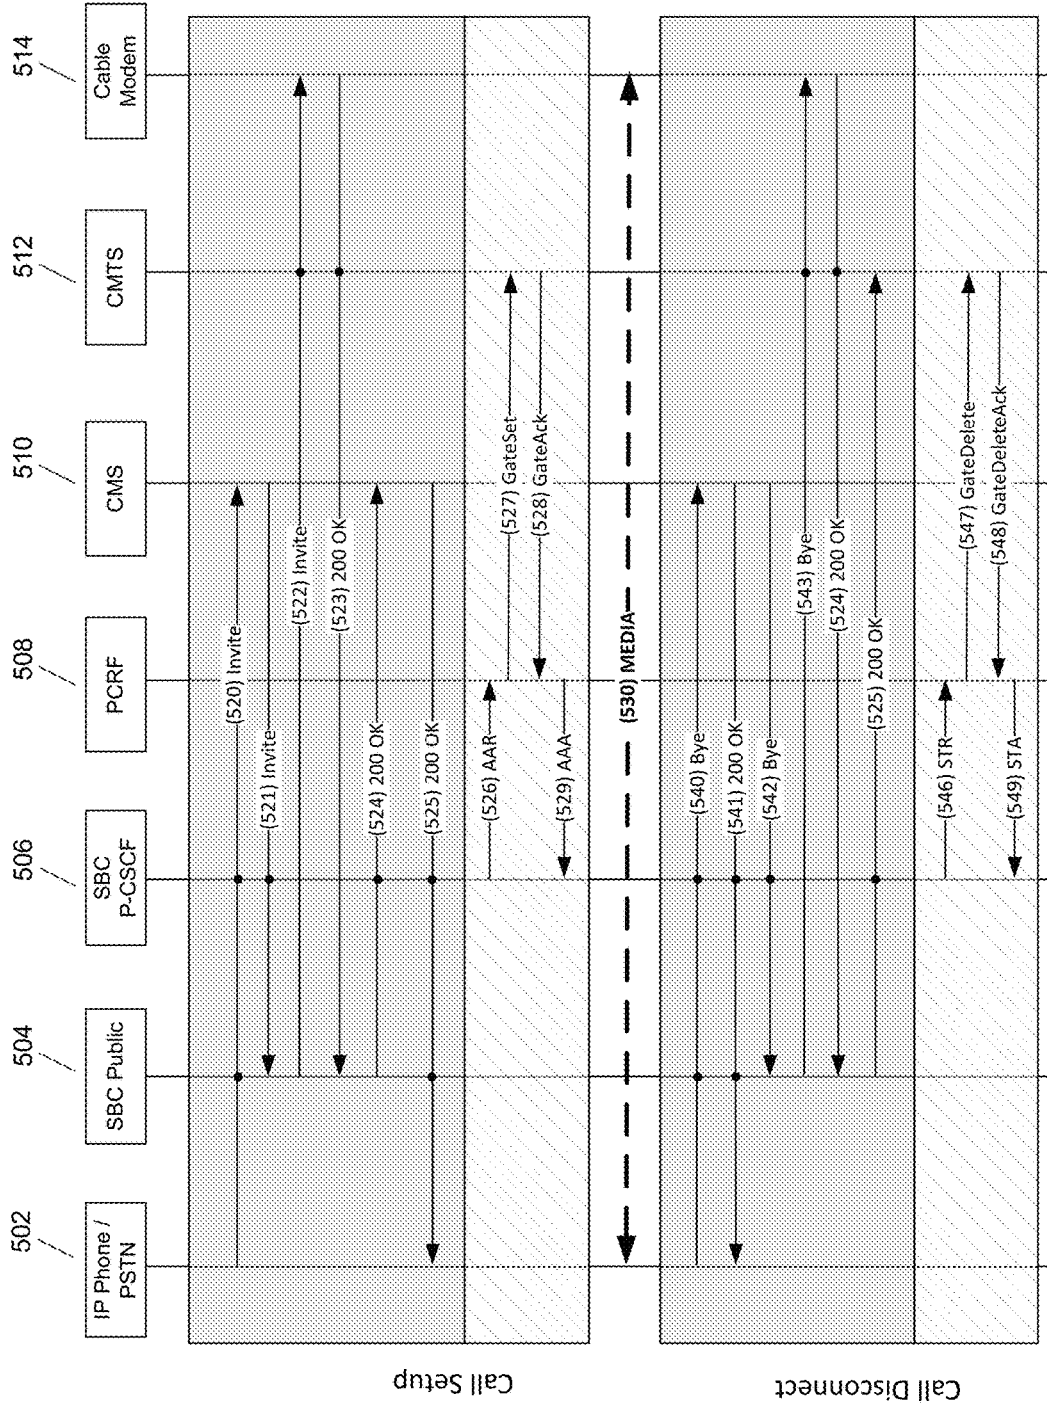 502
504
506
508
510
512
514
IP Phone /
PSTN
SBC Public
SBC
P-CSCF
PCRF
CMS
CMTS
Cable
Modem
Call Setup
(520) Invite
(521) Invite
(522) Invite
(523) 200 OK
(524) 200 OK
(525) 200 OK
(526) AAR
(527) GateSet
(528) GateAck
(529) AAA
(530) MEDIA
Call Disconnect
(540) Bye
(541) 200 OK
(542) Bye
(543) Bye
(524) 200 OK
(525) 200 OK
(546) STR
(547) GateDelete
(548) GateDeleteAck
(549) STA